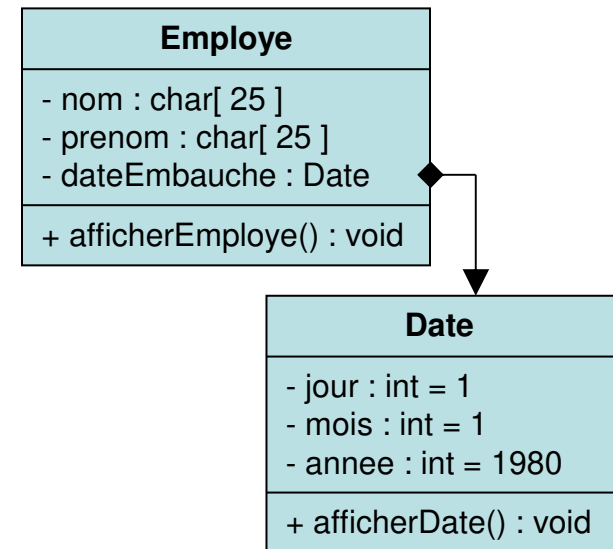 Employe
- nom : char[ 25 ]
- prenom : char[ 25 ]
- dateEmbauche : Date
+ afficherEmploye() : void
Date
- jour : int = 1
- mois : int = 1
- annee : int = 1980
+ afficherDate() : void